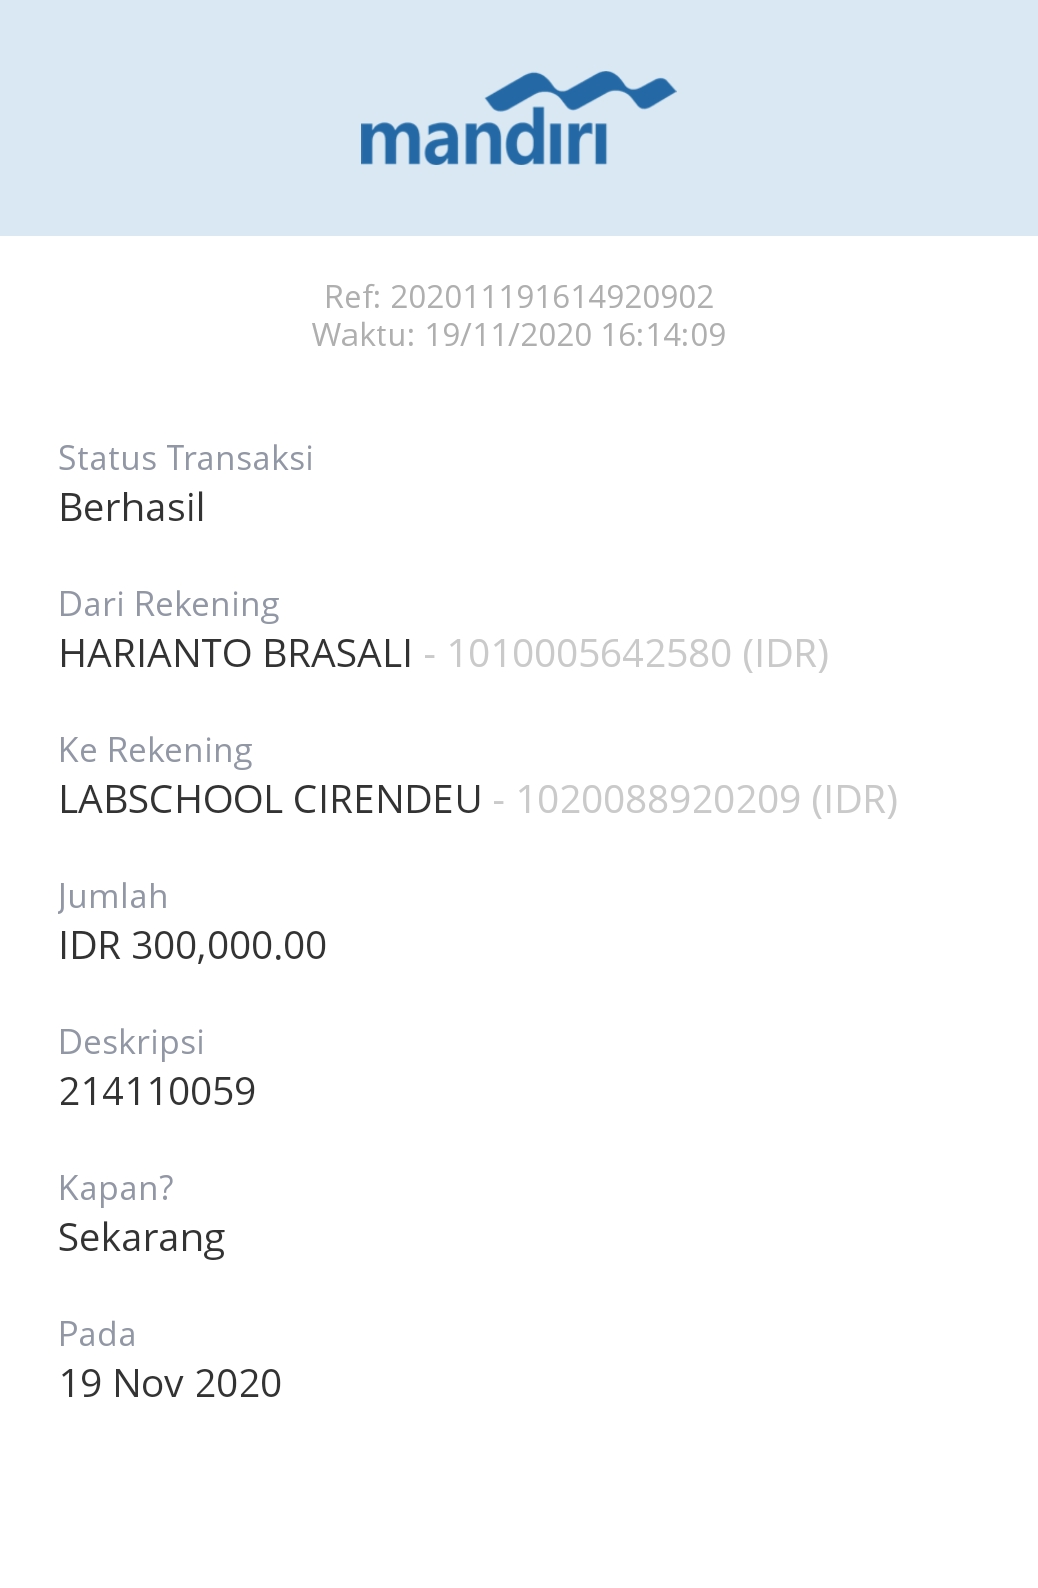 mandiri
Ref: 202011191614920902
Waktu: 19/11/2020 16:14:09
Status Transaksi
Berhasil
Dari Rekening
HARIANTO BRASALI - 1010005642580 (IDR)
Ke Rekening
LABSCHOOL CIRENDEU - 1020088920209 (IDR)
Jumlah
IDR 300,000.00
Deskripsi
214110059
Kapan?
Sekarang
Pada
19 Nov 2020